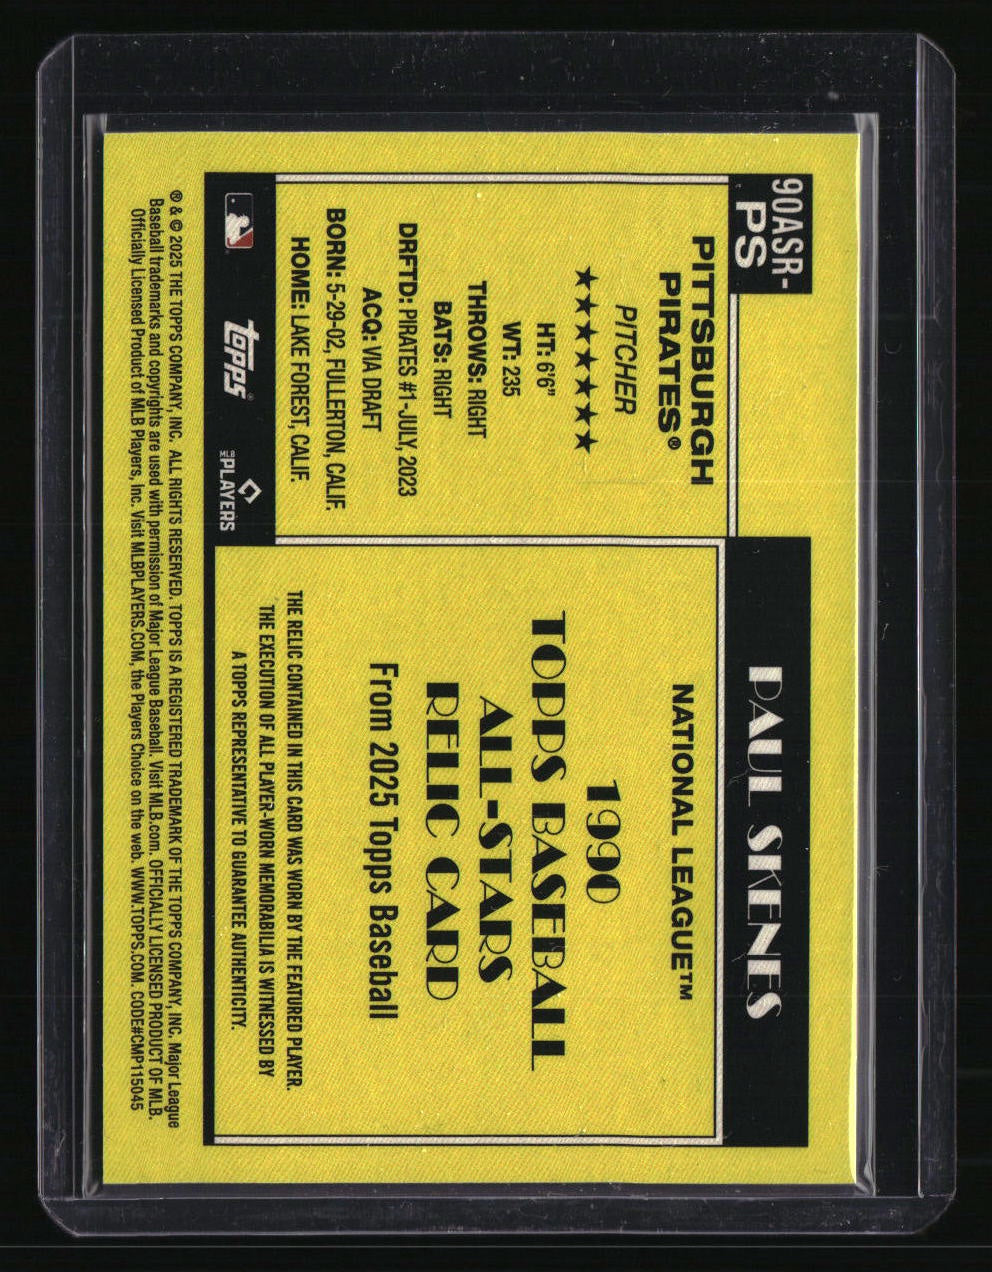 90ASR-
PS
PAUL SKENES
PITTSBURGH
PIRATES®
PITCHER
★★★★★★★
HT: 6'6"
WT: 235
THROWS: RIGHT
BATS: RIGHT
DRFTD: PIRATES #1-JULY, 2023
ACQ: VIA DRAFT
BORN: 5-29-02, FULLERTON, CALIF.
HOME: LAKE FOREST, CALIF.
topps®
MLB
PLAYERS
NATIONAL LEAGUE™
1990
TOPPS BASEBALL
ALL-STARS
RELIC CARD
From 2025 Topps Baseball
THE RELIC CONTAINED IN THIS CARD WAS WORN BY THE FEATURED PLAYER.
THE EXECUTION OF ALL PLAYER-WORN MEMORABILIA IS WITNESSED BY
A TOPPS REPRESENTATIVE TO GUARANTEE AUTHENTICITY.
® & © 2025 THE TOPPS COMPANY, INC. ALL RIGHTS RESERVED. TOPPS IS A REGISTERED TRADEMARK OF THE TOPPS COMPANY, INC. Major League
Baseball trademarks and copyrights are used with permission of Major League Baseball. Visit MLB.com. OFFICIALLY LICENSED PRODUCT OF MLB.
Officially Licensed Product of MLB Players, Inc. Visit MLBPLAYERS.COM, the Players Choice on the web. WWW.TOPPS.COM. CODE#CMP115045